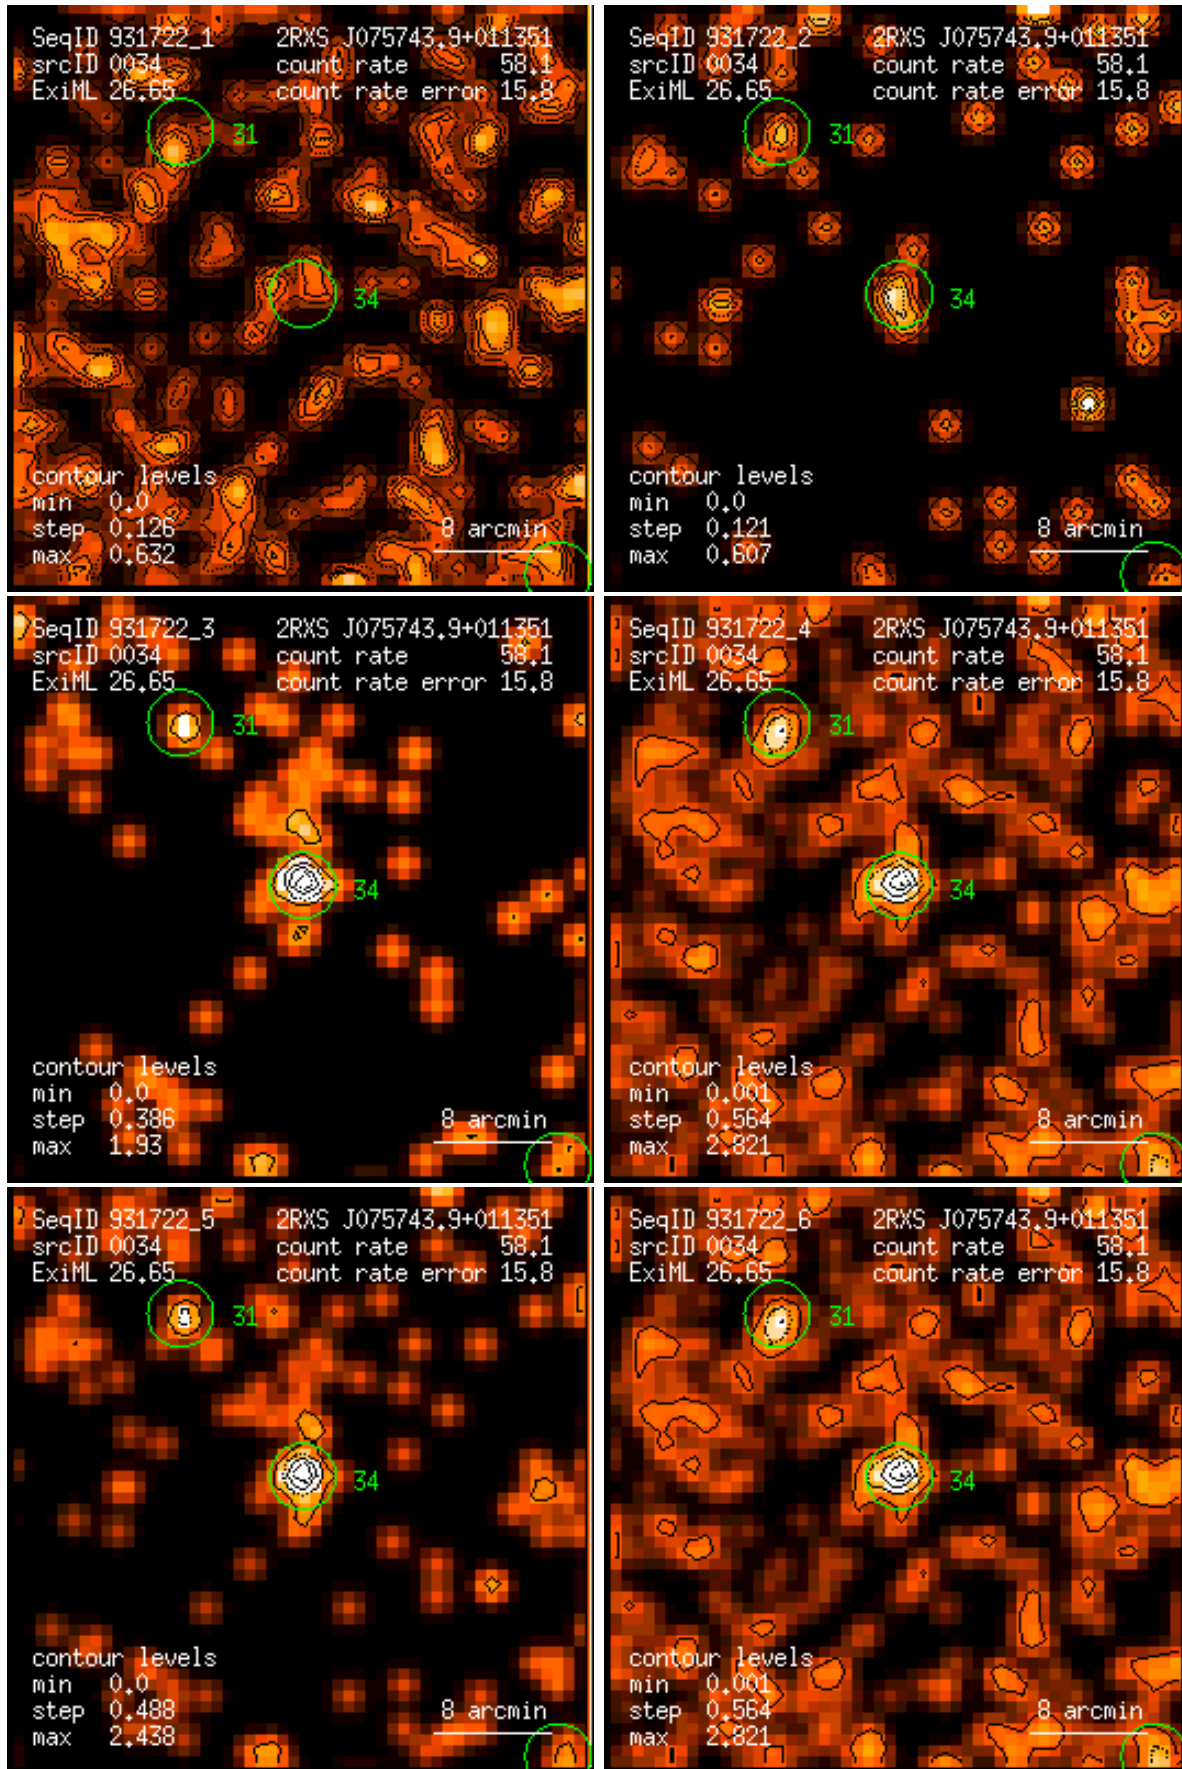 SeqID 931722_1 2RXS J075743.9+011351
srcID 0034 count rate 58.1
ExiML 26.65 count rate error 15.8
31
34
contour levels
min 0.0
step 0.126 8 arcmin
max 0.632
SeqID 931722_2 2RXS J075743.9+011351
srcID 0034 count rate 58.1
ExiML 26.65 count rate error 15.8
31
34
contour levels
min 0.0
step 0.121 8 arcmin
max 0.607
SeqID 931722_3 2RXS J075743.9+011351
srcID 0034 count rate 58.1
ExiML 26.65 count rate error 15.8
31
34
contour levels
min 0.0
step 0.386 8 arcmin
max 1.93
SeqID 931722_4 2RXS J075743.9+011351
srcID 0034 count rate 58.1
ExiML 26.65 count rate error 15.8
31
34
contour levels
min 0.001
step 0.564 8 arcmin
max 2.821
SeqID 931722_5 2RXS J075743.9+011351
srcID 0034 count rate 58.1
ExiML 26.65 count rate error 15.8
31
34
contour levels
min 0.0
step 0.488 8 arcmin
max 2.438
SeqID 931722_6 2RXS J075743.9+011351
srcID 0034 count rate 58.1
ExiML 26.65 count rate error 15.8
31
34
contour levels
min 0.001
step 0.564 8 arcmin
max 2.821